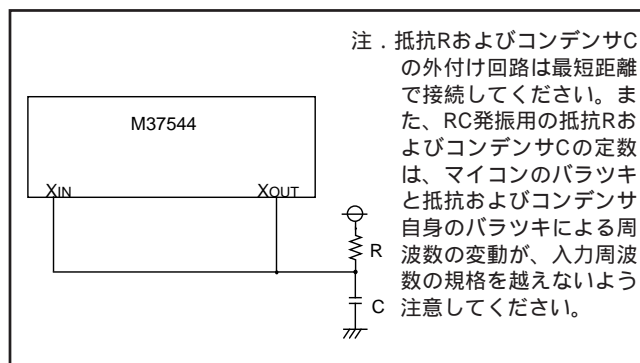 注．抵抗RおよびコンデンサC
の外付け回路は最短距離
で接続してください。ま
た、RC発振用の抵抗Rお
よびコンデンサCの定数
は、マイコンのバラツキ
と抵抗およびコンデンサ
自身のバラツキによる周
波数の変動が、入力周波
数の規格を越えないよう
注意してください。
M37544
XIN
XOUT
R
C